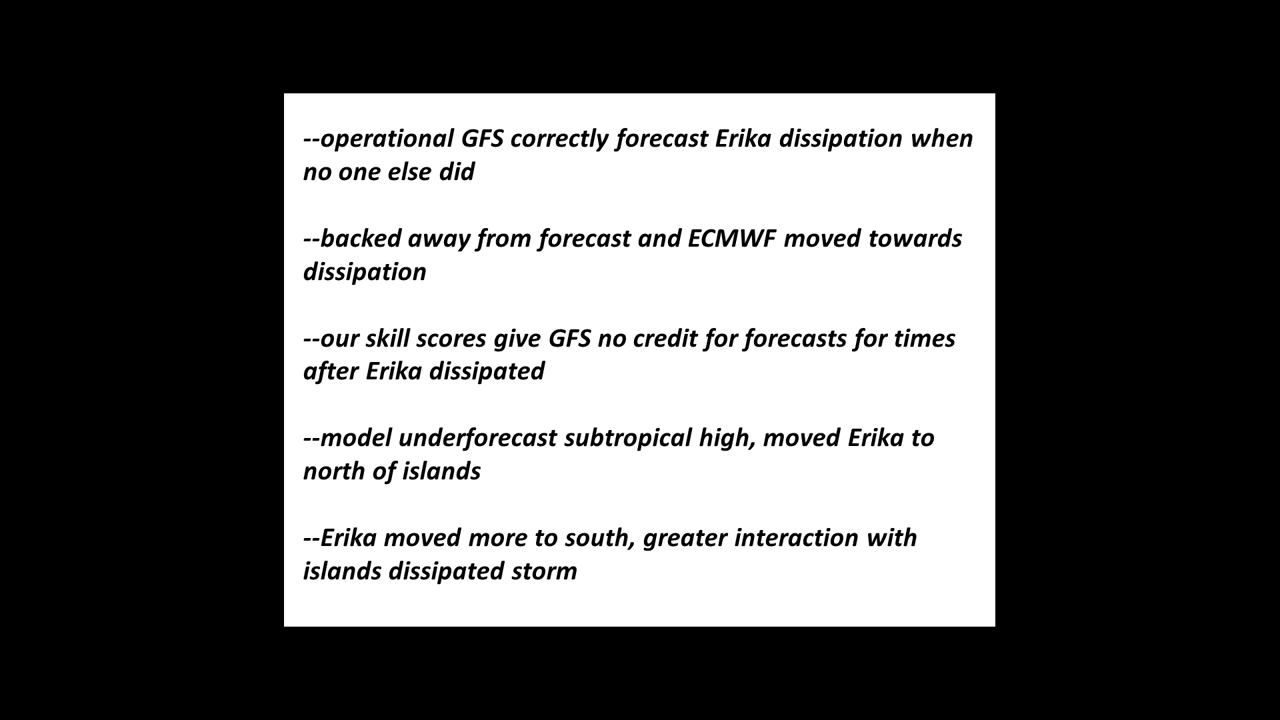 --operational GFS correctly forecast Erika dissipation when
no one else did
--backed away from forecast and ECMWF moved towards
dissipation
--our skill scores give GFS no credit for forecasts for times
after Erika dissipated
--model underforecast subtropical high, moved Erika to
north of islands
--Erika moved more to south, greater interaction with
islands dissipated storm